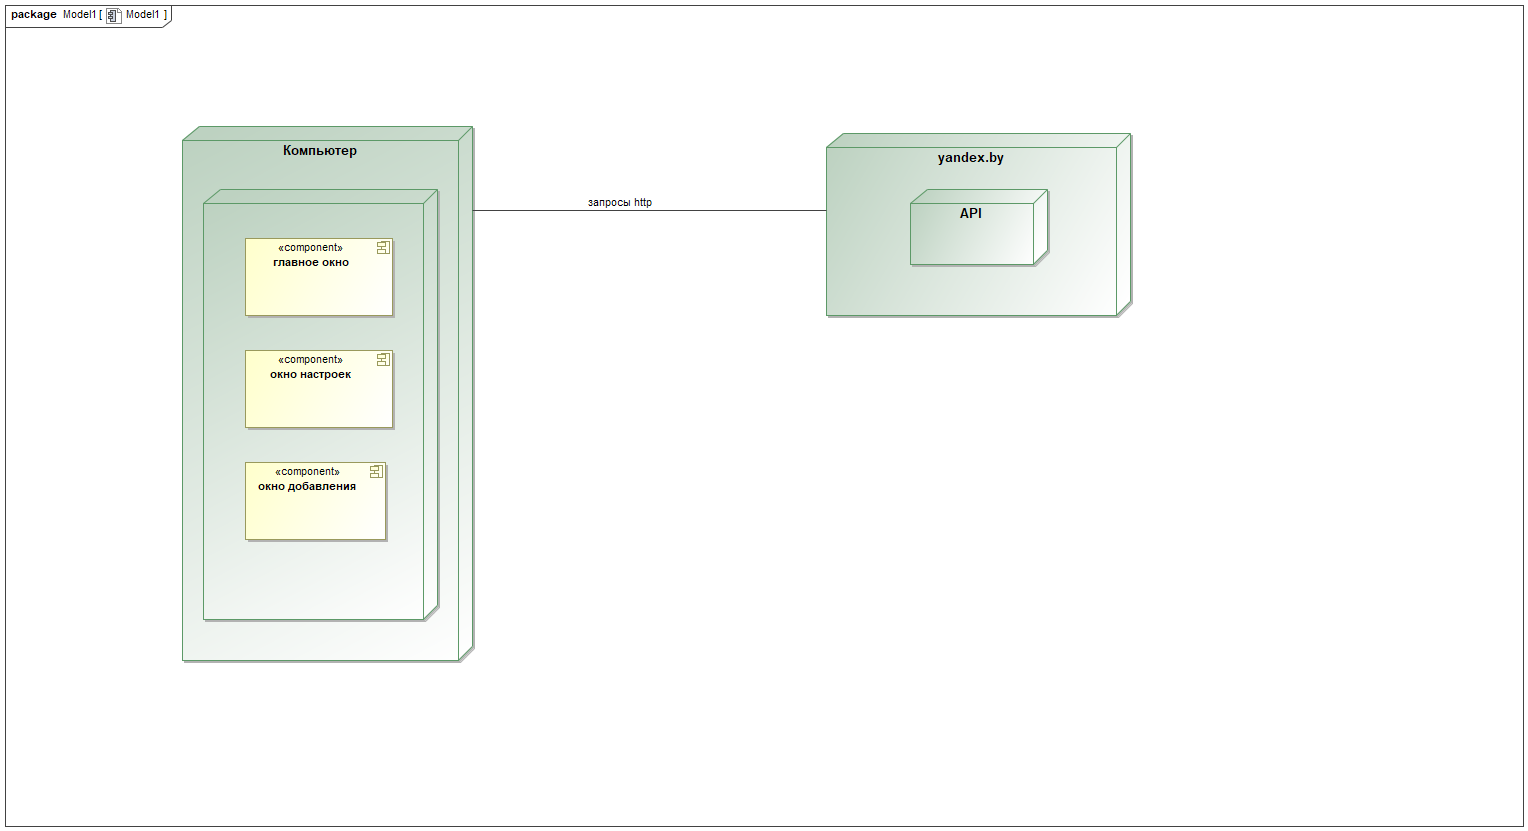 package Model1 [ Model1 ]
Компьютер
yandex.by
запросы http
API
«component»
главное окно
«component»
окно настроек
«component»
окно добавления